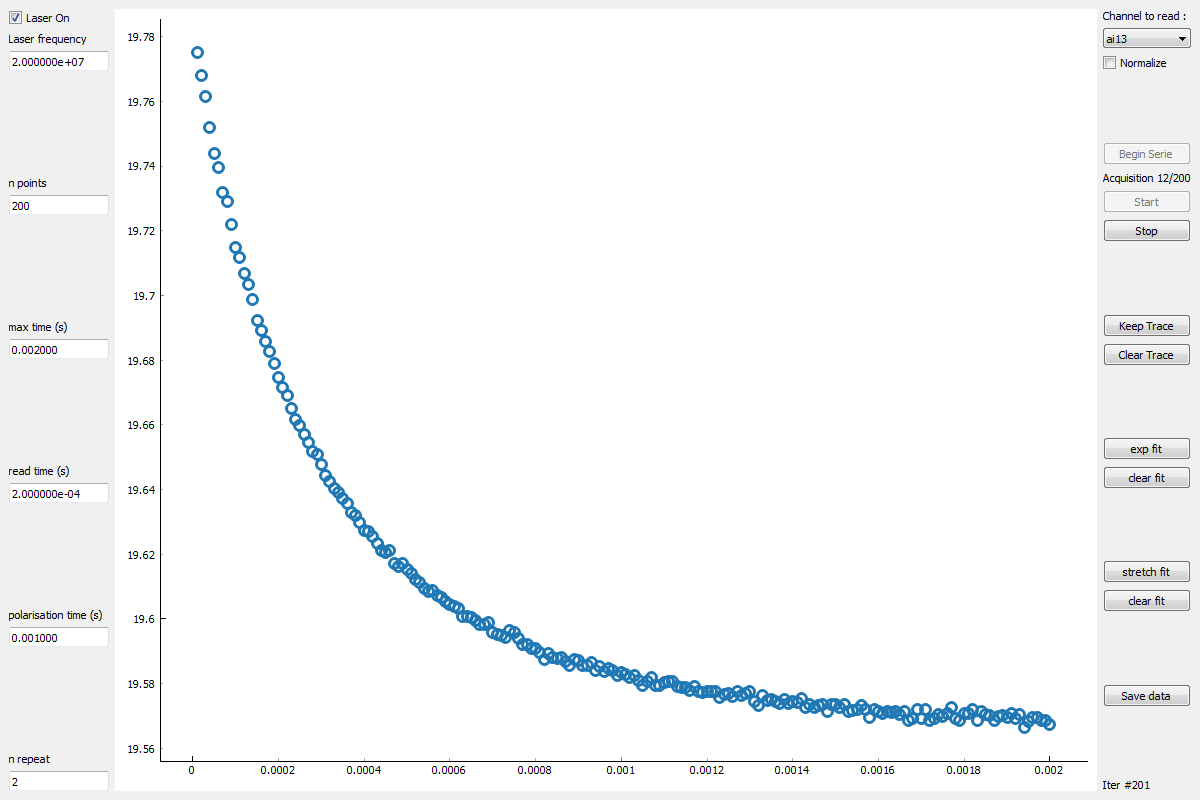 Laser On
Laser frequency
2.000000e+07
n points
200
max time (s)
0.002000
read time (s)
2.000000e-04
polarisation time (s)
0.001000
n repeat
2
19.78
19.76
19.74
19.72
19.7
19.68
19.66
19.64
19.62
19.6
19.58
19.56
0 0.0002 0.0004 0.0006 0.0008 0.001 0.0012 0.0014 0.0016 0.0018 0.002
Channel to read :
ai13
Normalize
Begin Serie
Acquisition 12/200
Start
Stop
Keep Trace
Clear Trace
exp fit
clear fit
stretch fit
clear fit
Save data
Iter #201